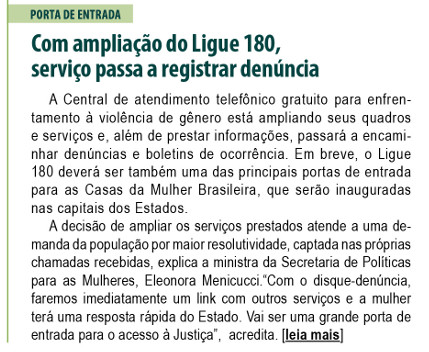 PORTA DE ENTRADA
Com ampliação do Ligue 180,
serviço passa a registrar denúncia
A Central de atendimento telefônico gratuito para enfren-
tamento à violência de gênero está ampliando seus quadros
e serviços e, além de prestar informações, passará a encami-
nhar denúncias e boletins de ocorrência. Em breve, o Ligue
180 deverá ser também uma das principais portas de entrada
para as Casas da Mulher Brasileira, que serão inauguradas
nas capitais dos Estados.
A decisão de ampliar os serviços prestados atende a uma de-
manda da população por maior resolutividade, captada nas próprias
chamadas recebidas, explica a ministra da Secretaria de Políticas
para as Mulheres, Eleonora Menicucci.“Com o disque-denúncia,
faremos imediatamente um link com outros serviços e a mulher
terá uma resposta rápida do Estado. Vai ser uma grande porta de
entrada para o acesso à Justiça”, acredita. [leia mais]